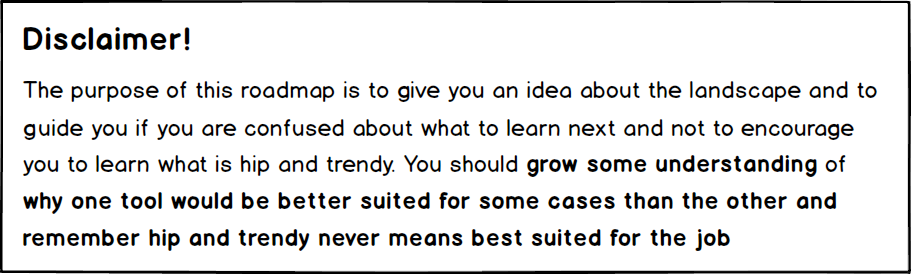 Disclaimer!
The purpose of this roadmap is to give you an idea about the landscape and to
guide you if you are confused about what to learn next and not to encourage
you to learn what is hip and trendy. You should grow some understanding of
why one tool would be better suited for some cases than the other and
remember hip and trendy never means best suited for the job